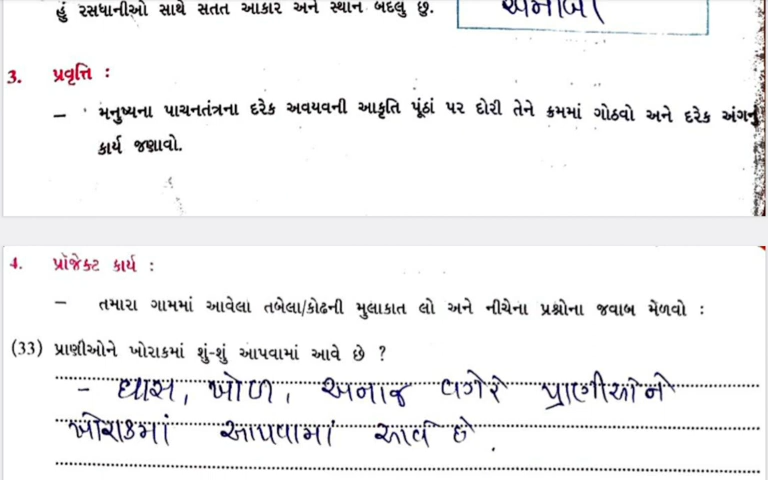 હું રસધાનીઓ સાથે સતત આકાર અને સ્થાન બદલુ છું.
અમીબા
3. પ્રવૃત્તિ :
– મનુષ્યના પાચનતંત્રના દરેક અવયવની આકૃતિ પૂંઠાં પર દોરી તેને ક્રમમાં ગોઠવો અને દરેક અંગનું
કાર્ય જણાવો.
4. પ્રૉજેક્ટ કાર્ય :
– તમારા ગામમાં આવેલા તબેલા/કોઢની મુલાકાત લો અને નીચેના પ્રશ્નોના જવાબ મેળવો :
(33) પ્રાણીઓને ખોરાકમાં શું-શું આપવામાં આવે છે ?
– ઘાસ, ખોળ, અનાજ વગેરે પ્રાણીઓને
ખોરાકમાં આપવામાં આવે છે.